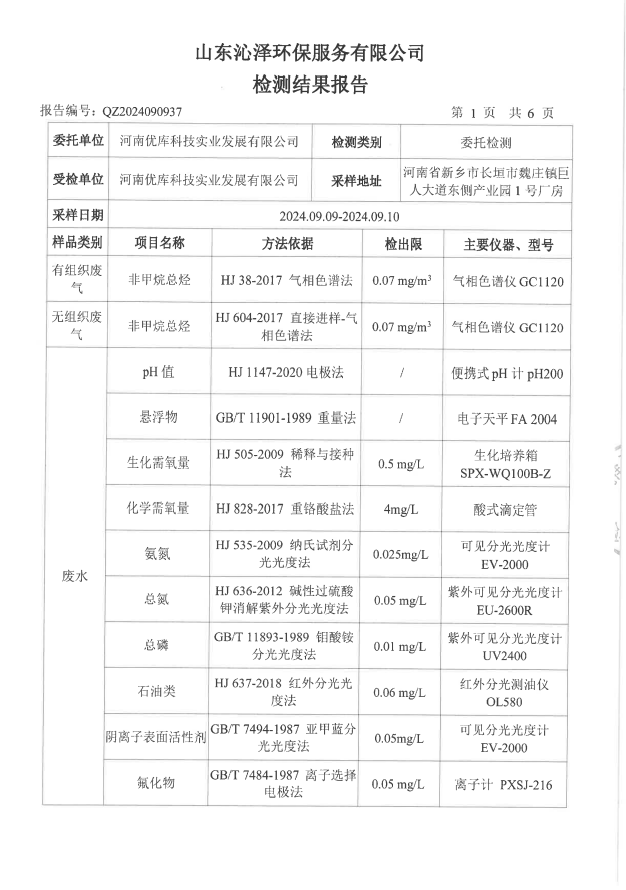 山东沁泽环保服务有限公司
检测结果报告
报告编号：QZ2024090937 第 1 页 共 6 页
委托单位 河南优库科技实业发展有限公司 检测类别 委托检测
受检单位 河南优库科技实业发展有限公司 采样地址 河南省新乡市长垣市魏庄镇巨
人大道东侧产业园 1 号厂房
采样日期 2024.09.09-2024.09.10
样品类别 项目名称 方法依据 检出限 主要仪器、型号
有组织废
气 非甲烷总烃 HJ 38-2017 气相色谱法 0.07 mg/m³ 气相色谱仪 GC1120
无组织废
气 非甲烷总烃 HJ 604-2017 直接进样-气
相色谱法 0.07 mg/m³ 气相色谱仪 GC1120
废水
pH 值 HJ 1147-2020 电极法 / 便携式 pH 计 pH200
悬浮物 GB/T 11901-1989 重量法 / 电子天平 FA 2004
生化需氧量 HJ 505-2009 稀释与接种
法 0.5 mg/L 生化培养箱
SPX-WQ100B-Z
化学需氧量 HJ 828-2017 重铬酸盐法 4mg/L 酸式滴定管
氨氮 HJ 535-2009 纳氏试剂分
光光度法 0.025mg/L 可见分光光度计
EV-2000
总氮 HJ 636-2012 碱性过硫酸
钾消解紫外分光光度法 0.05 mg/L 紫外可见分光光度计
EU-2600R
总磷 GB/T 11893-1989 钼酸铵
分光光度法 0.01 mg/L 紫外可见分光光度计
UV2400
石油类 HJ 637-2018 红外分光光
度法 0.06 mg/L 红外分光测油仪
OL580
阴离子表面活性剂 GB/T 7494-1987 亚甲蓝分
光光度法 0.05mg/L 可见分光光度计
EV-2000
氟化物 GB/T 7484-1987 离子选择
电极法 0.05 mg/L 离子计 PXSJ-216